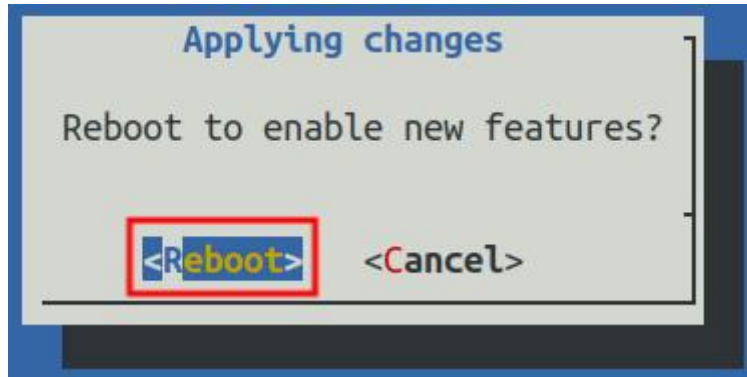 Applying changes
Reboot to enable new features?
<Reboot> <Cancel>